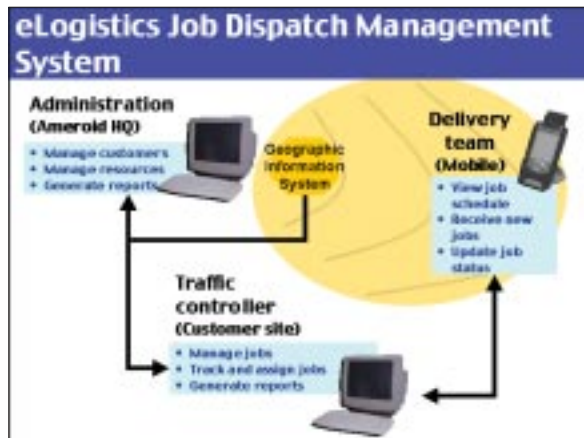 eLogistics Job Dispatch Management
System
Administration
(Ameroid HQ)
• Manage customers
• Manage resources
• Generate reports
Geographic
Information
System
Delivery
team
(Mobile)
• View job
schedule
• Receive new
jobs
• Update job
status
Traffic
controller
(Customer site)
• Manage jobs
• Track and assign jobs
• Generate reports